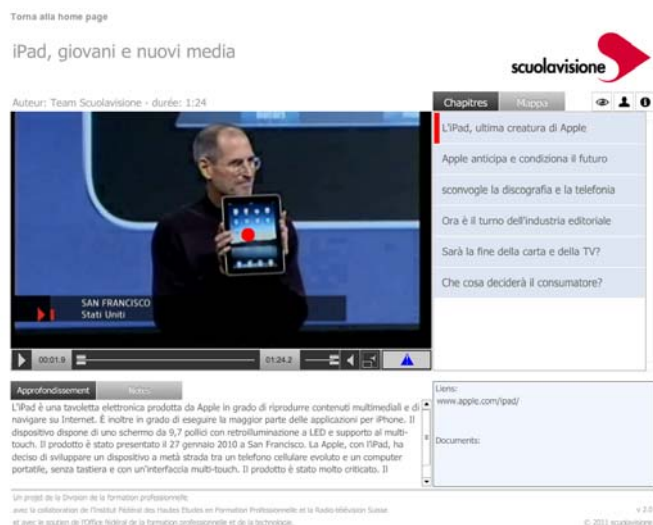 Torna alla home page
iPad, giovani e nuovi media
scuolavisione
Auteur: Team Scuolavisione - durée: 1:24
Chapitres Mappa
L'iPad, ultima creatura di Apple
Apple anticipa e condiziona il futuro
sconvogle la discografia e la telefonia
Ora è il turno dell'industria editoriale
Sarà la fine della carta e della TV?
Che cosa deciderà il consumatore?
SAN FRANCISCO
Stati Uniti
00:01.9 01:24.2
Approfondissement Notes
L'iPad è una tavoletta elettronica prodotta da Apple in grado di riprodurre contenuti multimediali e di
navigare su Internet. È inoltre in grado di eseguire la maggior parte delle applicazioni per iPhone. Il
dispositivo dispone di uno schermo da 9,7 pollici con retroilluminazione a LED e supporto al multi-
touch. Il prodotto è stato presentato il 27 gennaio 2010 a San Francisco. La Apple, con l'iPad, ha
deciso di sviluppare un dispositivo a metà strada tra un telefono cellulare evoluto e un computer
portatile, senza tastiera e con un'interfaccia multi-touch. Il prodotto è stato molto criticato. Il
Liens:
www.apple.com/ipad/
Documents:
Un projet de la Division de la formation professionnelle
avec la collaboration de l'Institut Fédéral des Hautes Etudes en Formation Professionnelle et la Radio-télévision Suisse
et avec le soutien de l'Office fédéral de la formation professionnelle et de la technologie.
v 2.0
© 2011 scuolavisione